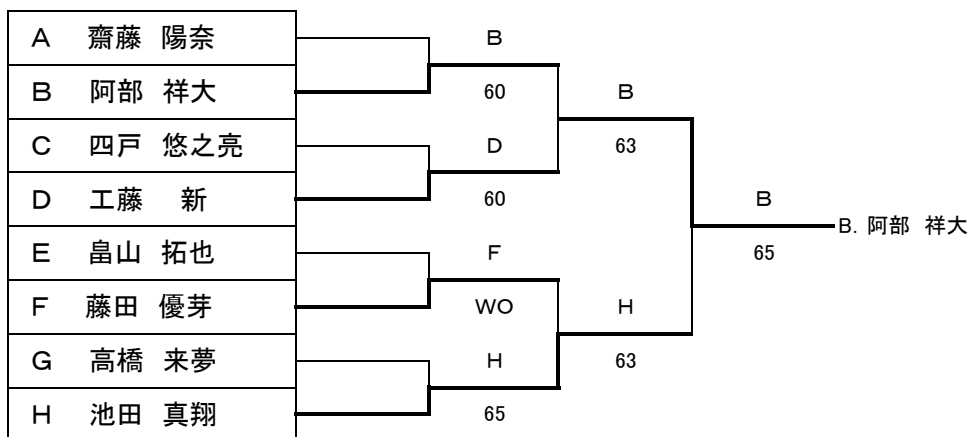 A 齋藤 陽奈
B
B 阿部 祥大
60
B
C 四戸 悠之亮
D
63
D 工藤 新
60
B
B. 阿部 祥大
E 畠山 拓也
F
65
F 藤田 優芽
WO
H
G 高橋 来夢
H
63
H 池田 真翔
65